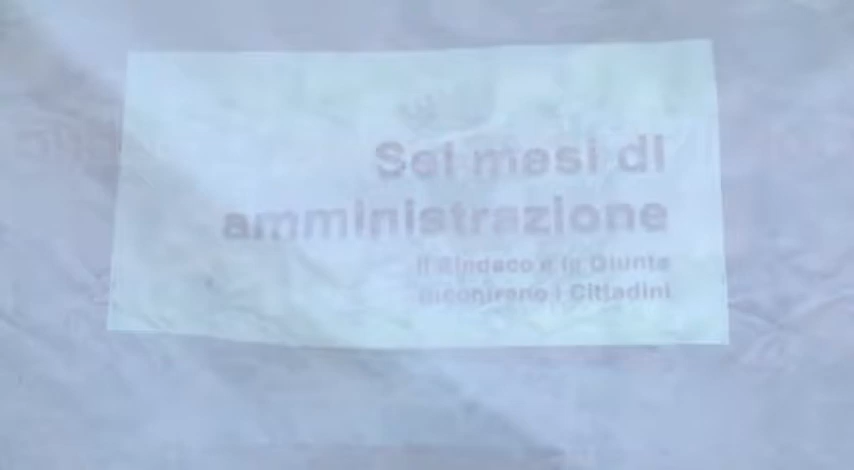 Sei mesi di
amministrazione
Il Sindaco e la Giunta
incontrano i Cittadini